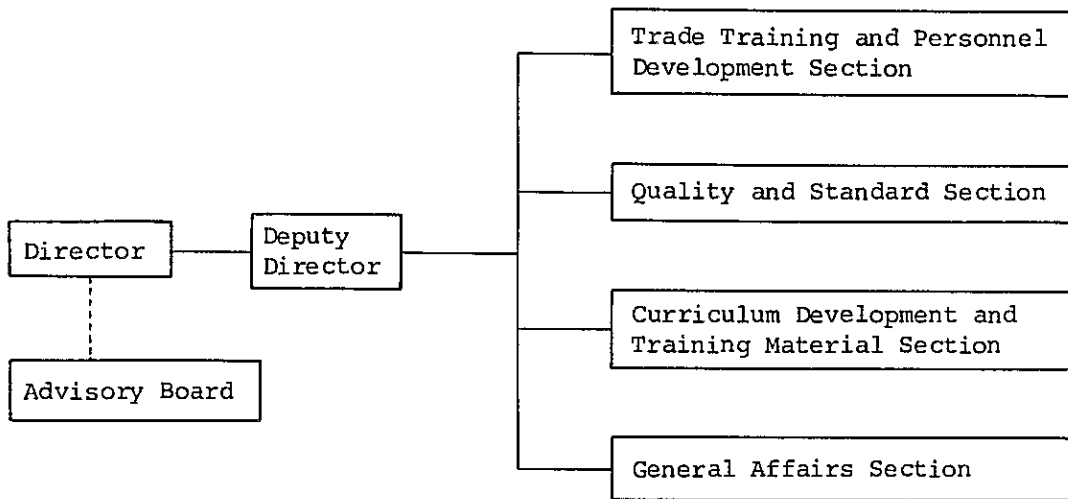 Trade Training and Personnel
Development Section
Quality and Standard Section
Director
Deputy
Director
Curriculum Development and
Training Material Section
Advisory Board
General Affairs Section